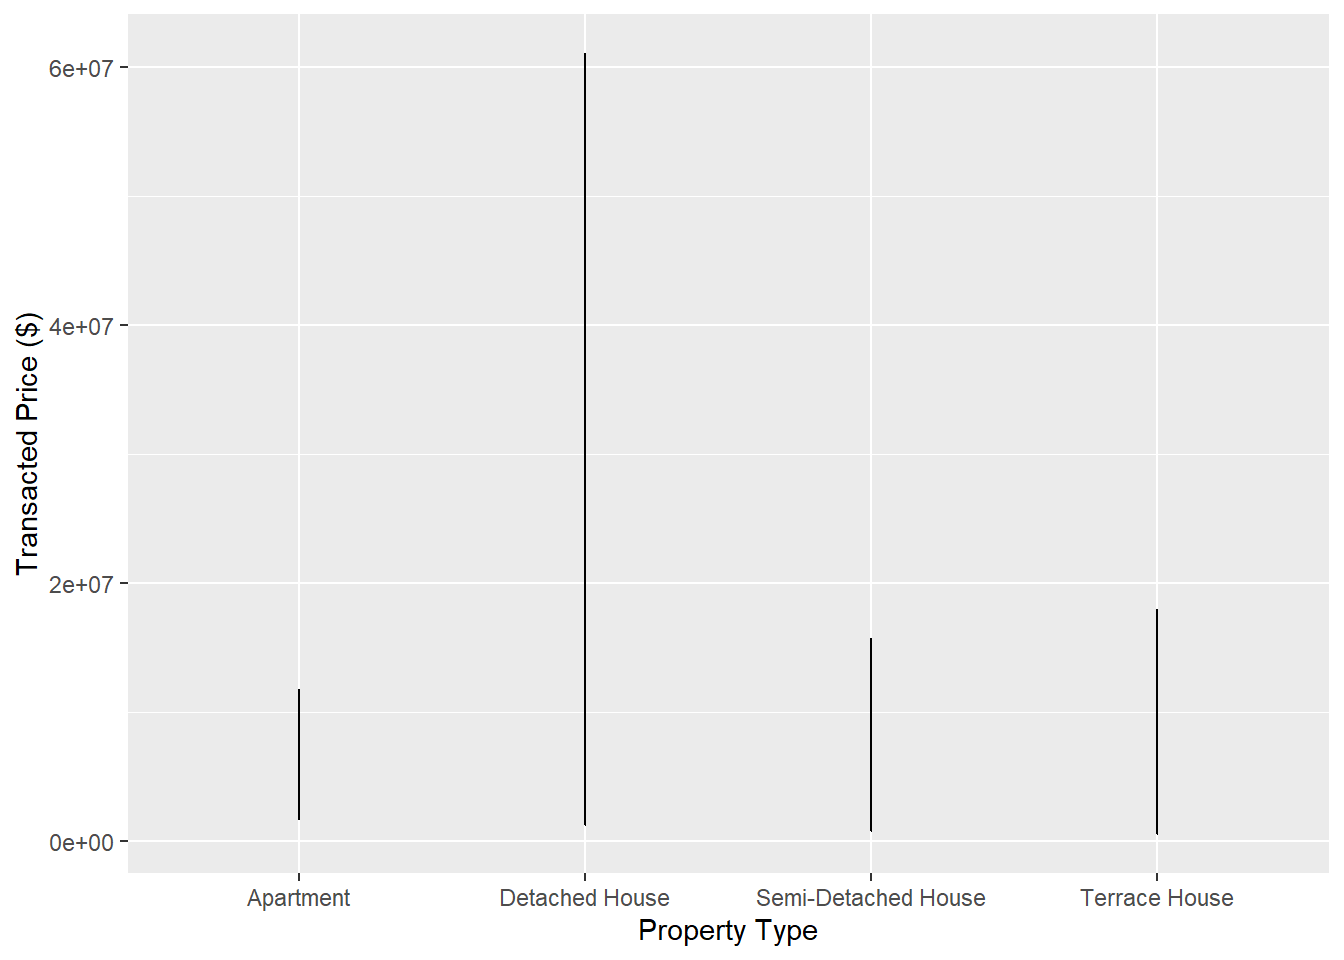 Transacted Price ($)
6e+07
4e+07
2e+07
0e+00
Apartment
Detached House
Semi-Detached House
Terrace House
Property Type